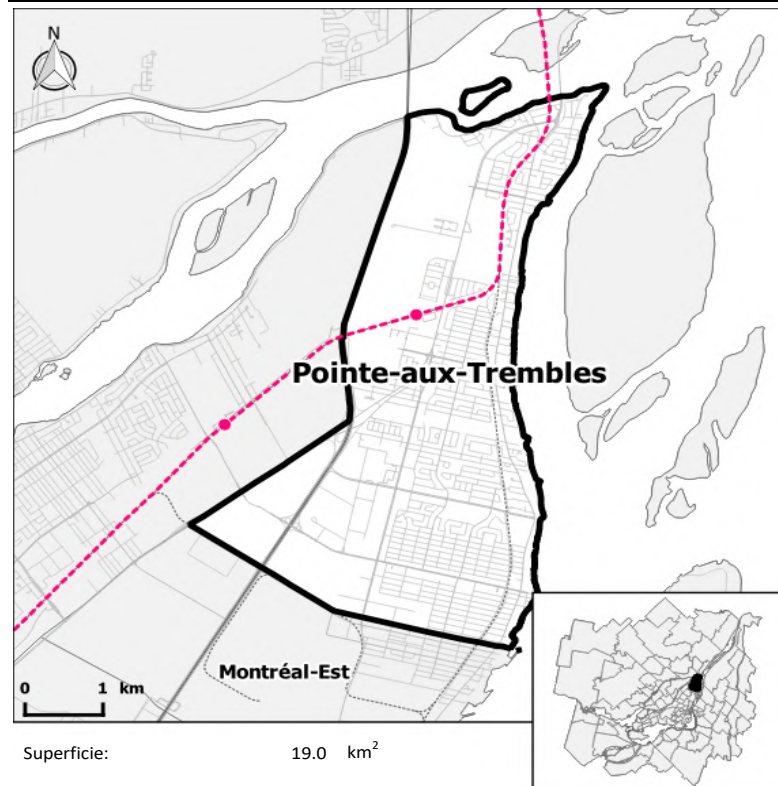 N
Pointe-aux-Trembles
Montréal-Est
0 1 km
Superficie: 19.0 km²